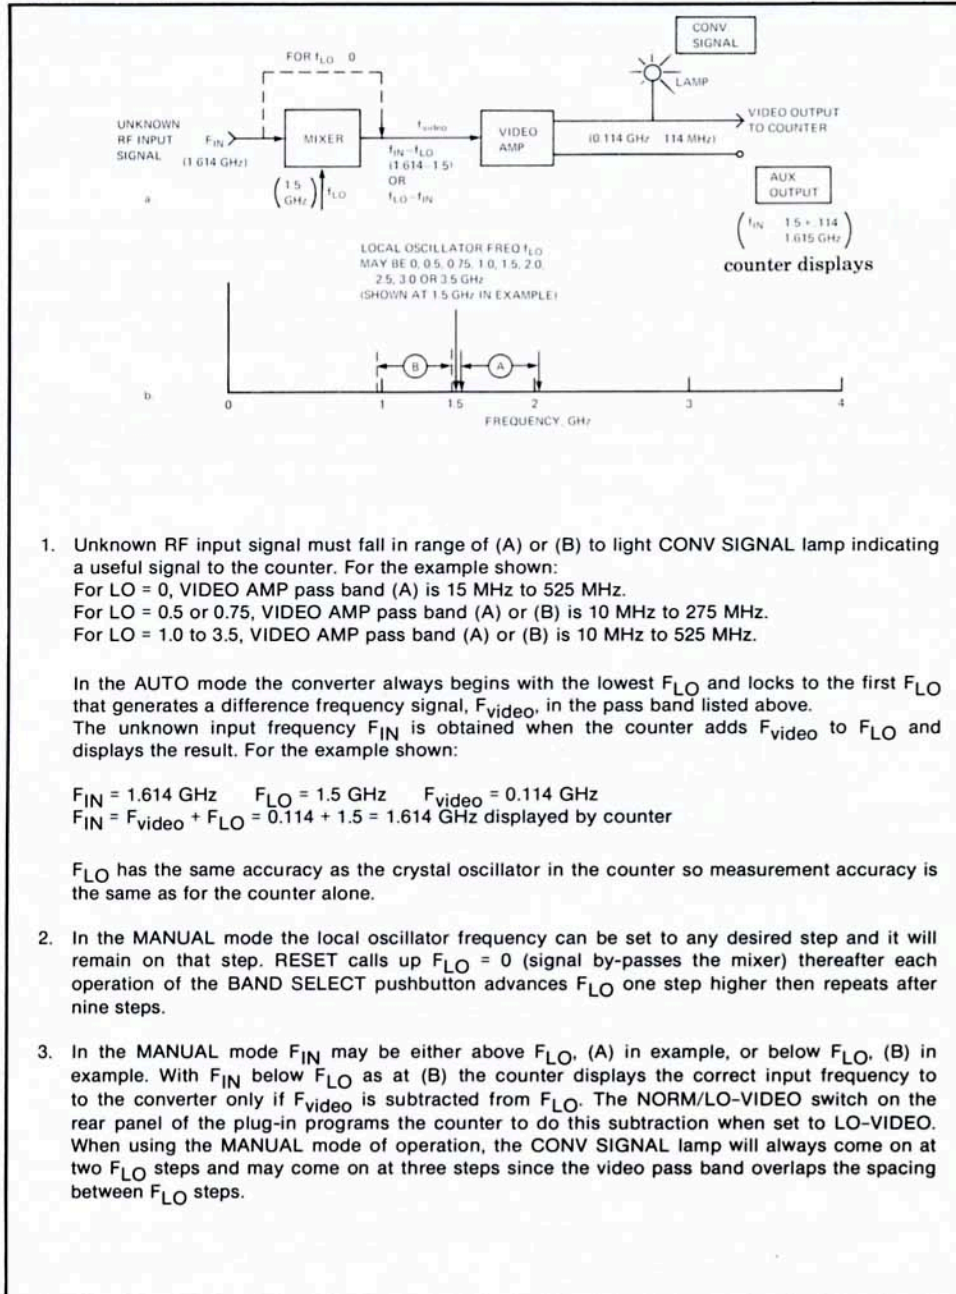 CONV
SIGNAL
FOR fLO 0
LAMP
UNKNOWN
RF INPUT
SIGNAL
FIN
(1 614 GHz)
MIXER
fvideo
fIN-fLO
(1.614-1.5)
OR
fLO-fIN
VIDEO
AMP
(0.114 GHz 114 MHz)
VIDEO OUTPUT
TO COUNTER
AUX
OUTPUT
(1 5
GHz)
fLO
a
(fIN 1.5 + .114
1.615 GHz)
counter displays
LOCAL OSCILLATOR FREQ fLO
MAY BE 0, 0.5, 0.75, 1.0, 1.5, 2.0
2.5, 3.0 OR 3.5 GHz
(SHOWN AT 1.5 GHz IN EXAMPLE)
B
A
b
0
1
1.5
2
3
4
FREQUENCY, GHz
1. Unknown RF input signal must fall in range of (A) or (B) to light CONV SIGNAL lamp indicating
a useful signal to the counter. For the example shown:
For LO = 0, VIDEO AMP pass band (A) is 15 MHz to 525 MHz.
For LO = 0.5 or 0.75, VIDEO AMP pass band (A) or (B) is 10 MHz to 275 MHz.
For LO = 1.0 to 3.5, VIDEO AMP pass band (A) or (B) is 10 MHz to 525 MHz.
In the AUTO mode the converter always begins with the lowest FLO and locks to the first FLO
that generates a difference frequency signal, Fvideo, in the pass band listed above.
The unknown input frequency FIN is obtained when the counter adds Fvideo to FLO and
displays the result. For the example shown:
FIN = 1.614 GHz FLO = 1.5 GHz Fvideo = 0.114 GHz
FIN = Fvideo + FLO = 0.114 + 1.5 = 1.614 GHz displayed by counter
FLO has the same accuracy as the crystal oscillator in the counter so measurement accuracy is
the same as for the counter alone.
2. In the MANUAL mode the local oscillator frequency can be set to any desired step and it will
remain on that step. RESET calls up FLO = 0 (signal by-passes the mixer) thereafter each
operation of the BAND SELECT pushbutton advances FLO one step higher then repeats after
nine steps.
3. In the MANUAL mode FIN may be either above FLO, (A) in example, or below FLO, (B) in
example. With FIN below FLO as at (B) the counter displays the correct input frequency to
to the converter only if Fvideo is subtracted from FLO. The NORM/LO-VIDEO switch on the
rear panel of the plug-in programs the counter to do this subtraction when set to LO-VIDEO.
When using the MANUAL mode of operation, the CONV SIGNAL lamp will always come on at
two FLO steps and may come on at three steps since the video pass band overlaps the spacing
between FLO steps.